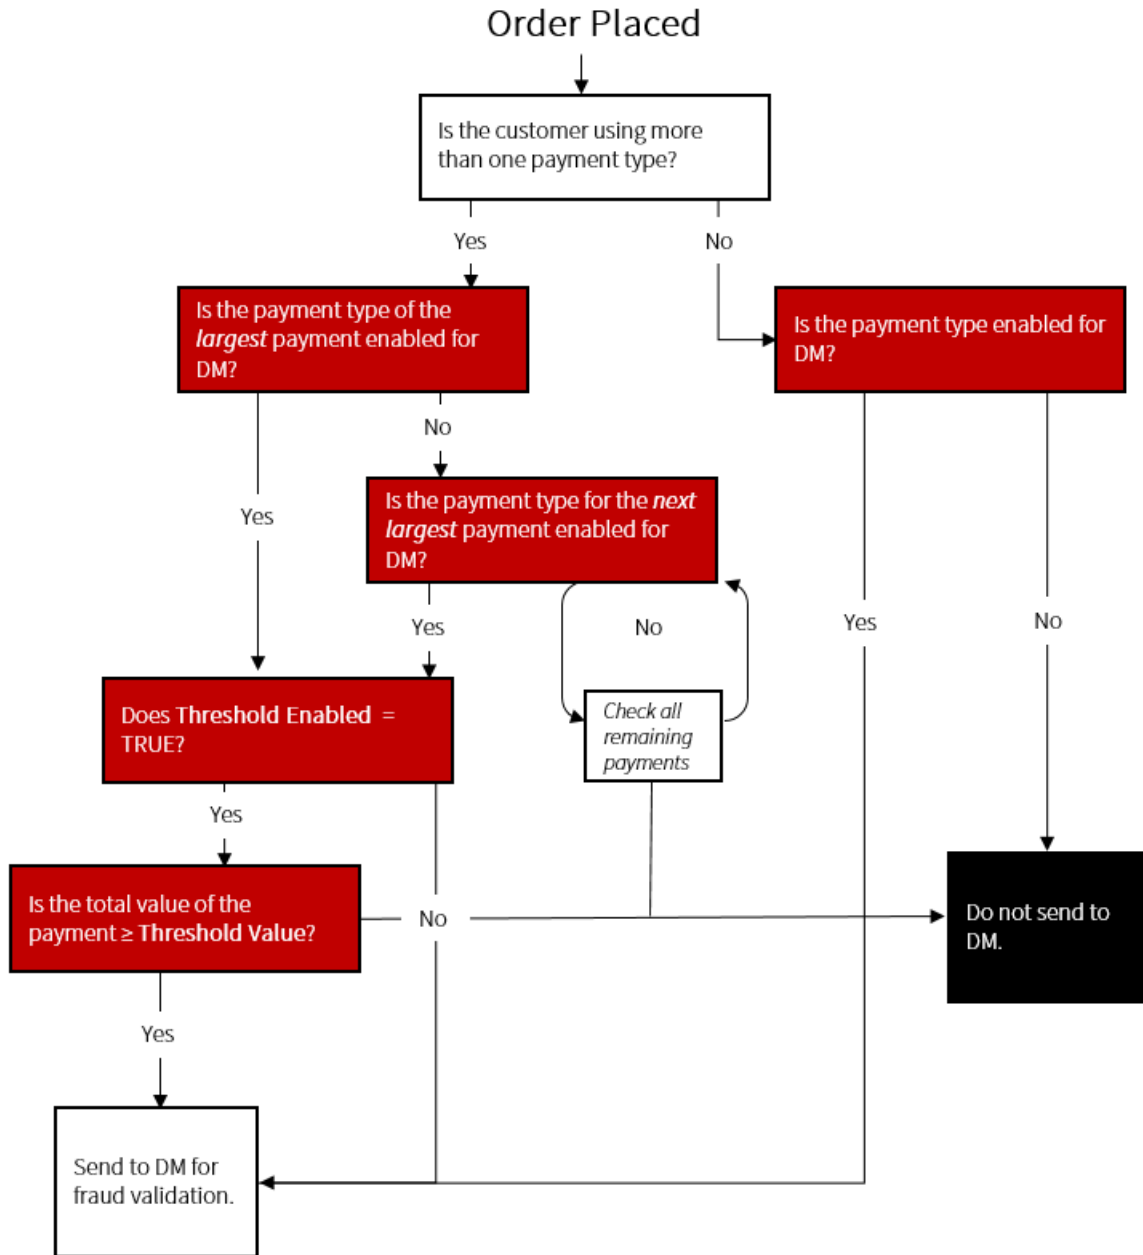 Order Placed
Is the customer using more
than one payment type?
Yes
No
Is the payment type of the
largest payment enabled for
DM?
Is the payment type enabled for
DM?
No
Yes
Is the payment type for the next
largest payment enabled for
DM?
Yes
No
Yes
No
Does Threshold Enabled =
TRUE?
Check all
remaining
payments
Yes
Is the total value of the
payment ≥ Threshold Value?
No
Do not send to
DM.
Yes
Send to DM for
fraud validation.